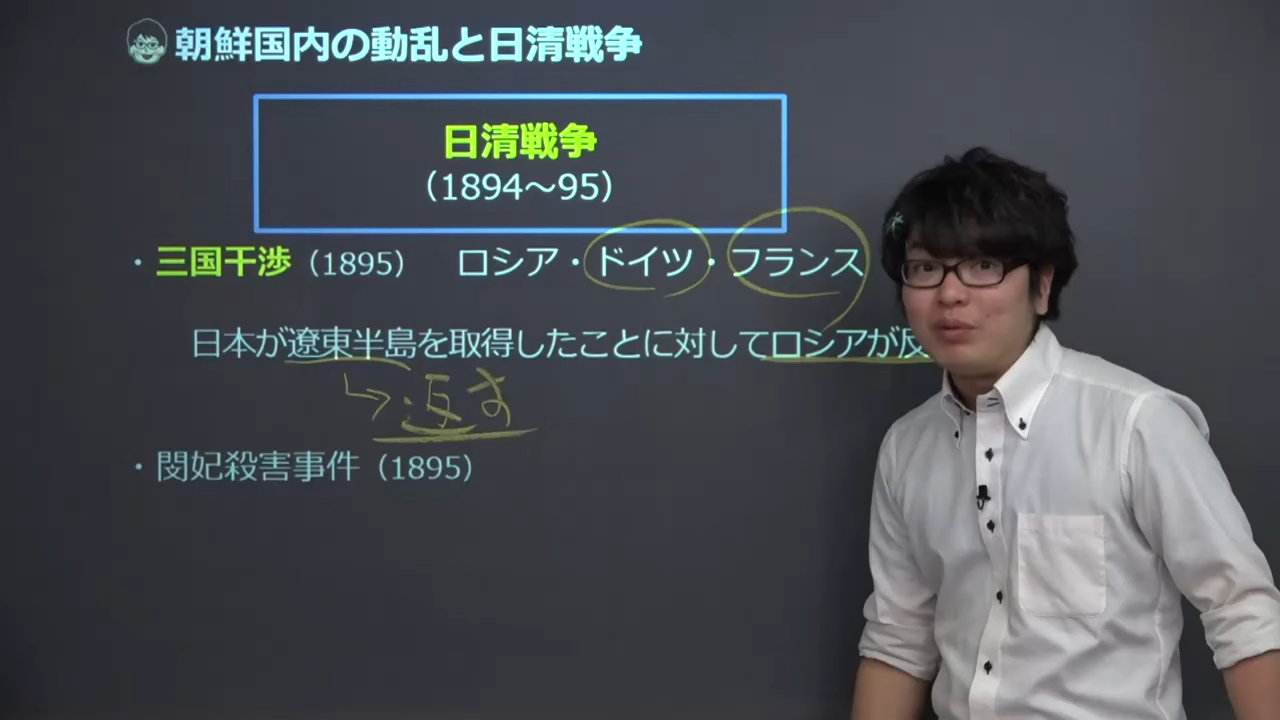 朝鮮国内の動乱と日清戦争
日清戦争
（1894～95）
・三国干渉（1895） ロシア・ドイツ・フランス
日本が遼東半島を取得したことに対してロシアが反
↳返す
・閔妃殺害事件（1895）